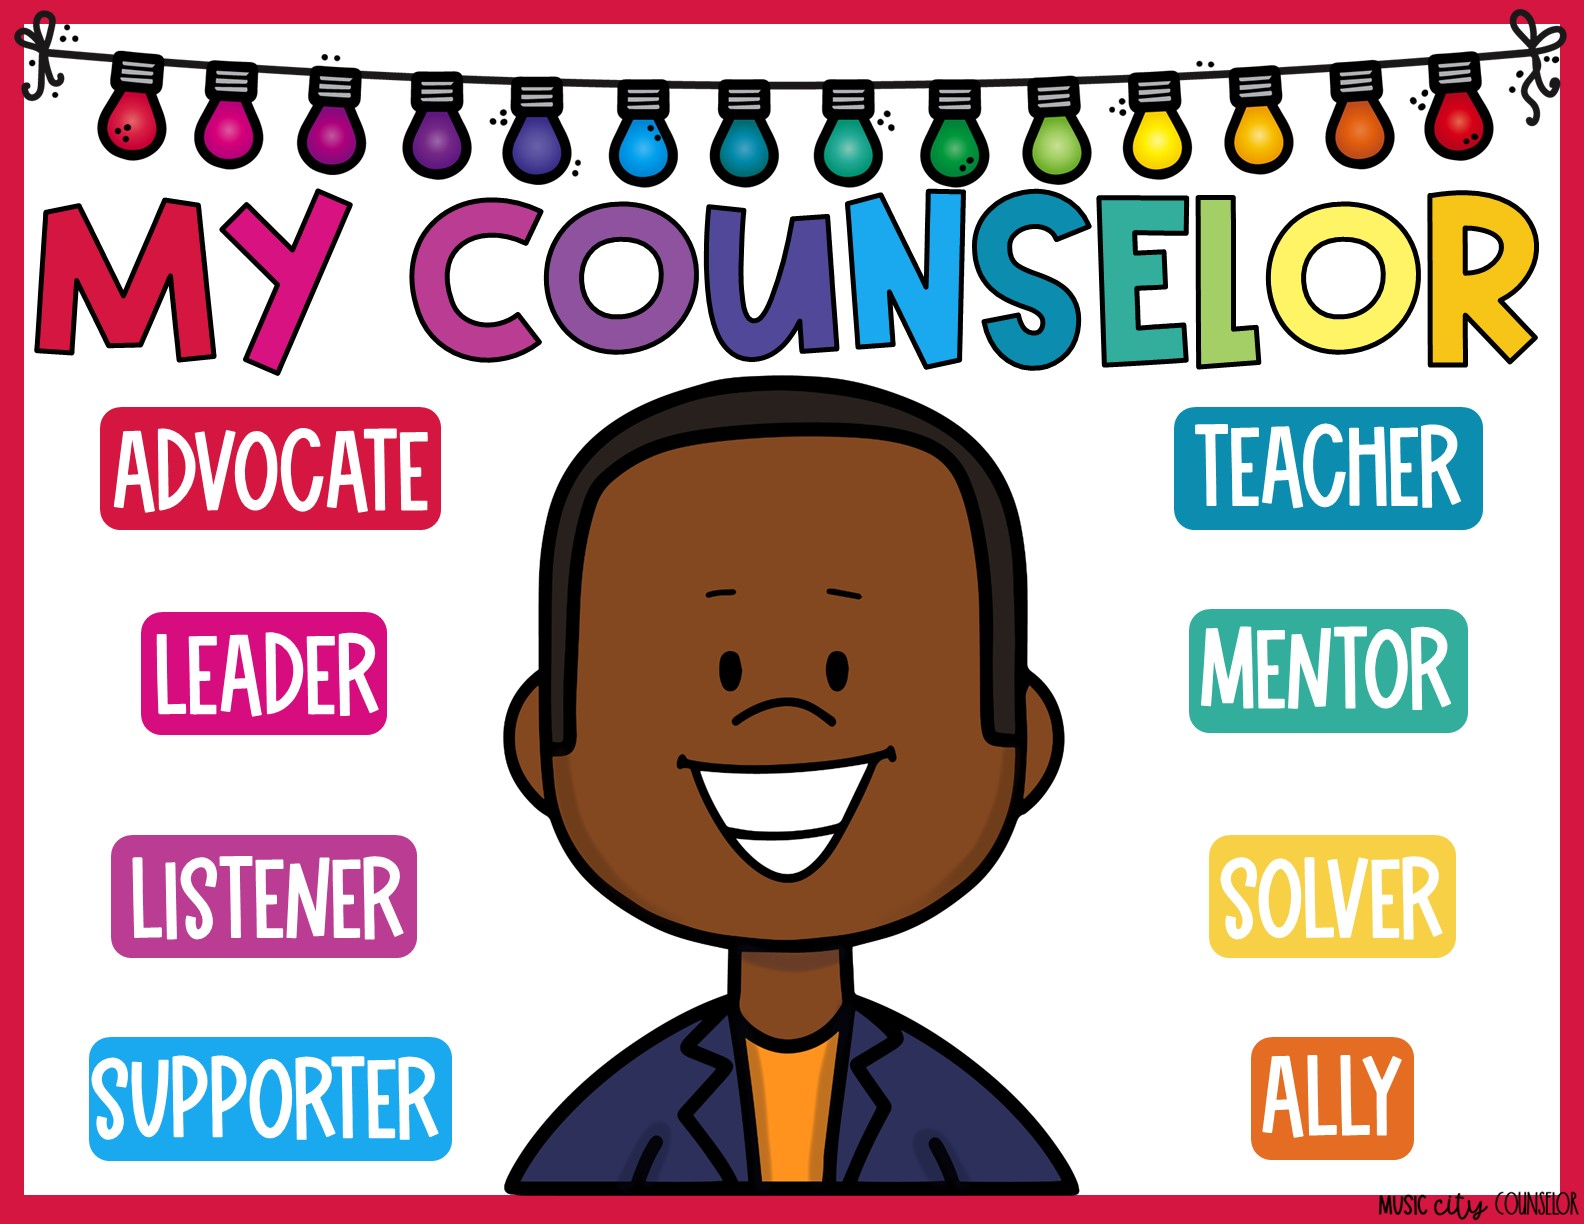 MY COUNSELOR
ADVOCATE
LEADER
LISTENER
SUPPORTER
TEACHER
MENTOR
SOLVER
ALLY
MUSIC city COUNSELOR